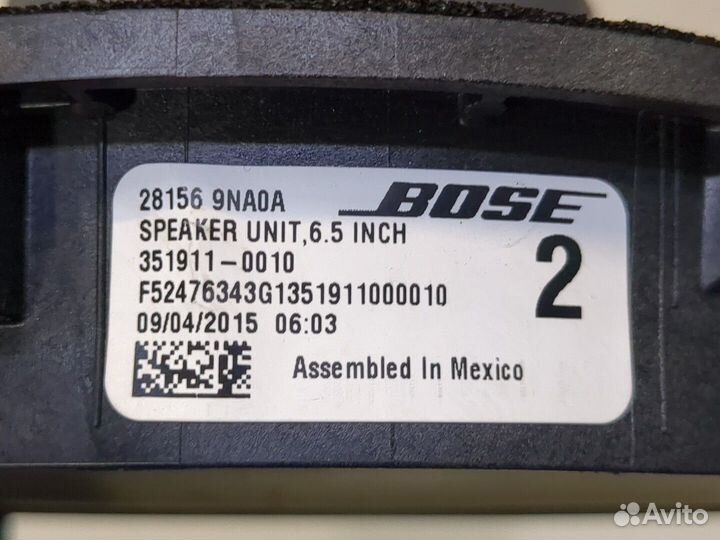 28156 9NA0A
BOSE
SPEAKER UNIT,6.5 INCH
351911-0010
F52476343G1351911000010
2
09/04/2015 06:03
Assembled In Mexico
Avito